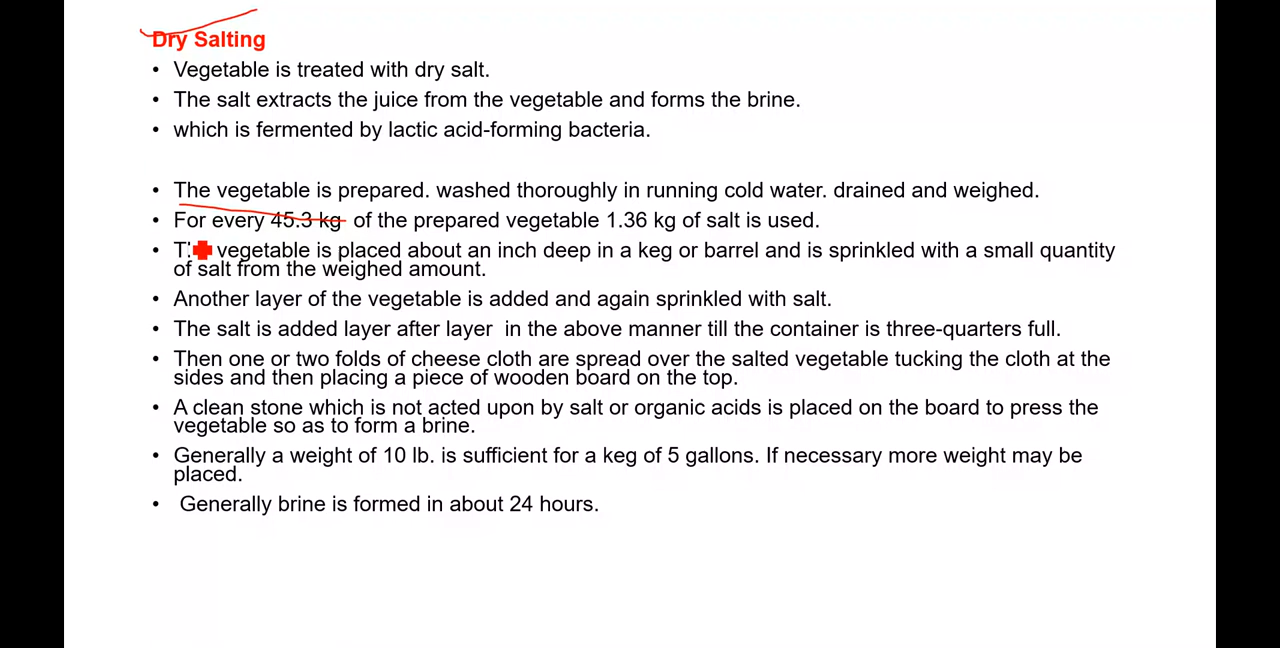 Dry Salting
• Vegetable is treated with dry salt.
• The salt extracts the juice from the vegetable and forms the brine.
• which is fermented by lactic acid-forming bacteria.
• The vegetable is prepared. washed thoroughly in running cold water. drained and weighed.
• For every 45.3 kg of the prepared vegetable 1.36 kg of salt is used.
• vegetable is placed about an inch deep in a keg or barrel and is sprinkled with a small quantity
of salt from the weighed amount.
• Another layer of the vegetable is added and again sprinkled with salt.
• The salt is added layer after layer in the above manner till the container is three-quarters full.
• Then one or two folds of cheese cloth are spread over the salted vegetable tucking the cloth at the
sides and then placing a piece of wooden board on the top.
• A clean stone which is not acted upon by salt or organic acids is placed on the board to press the
vegetable so as to form a brine.
• Generally a weight of 10 lb. is sufficient for a keg of 5 gallons. If necessary more weight may be
placed.
• Generally brine is formed in about 24 hours.